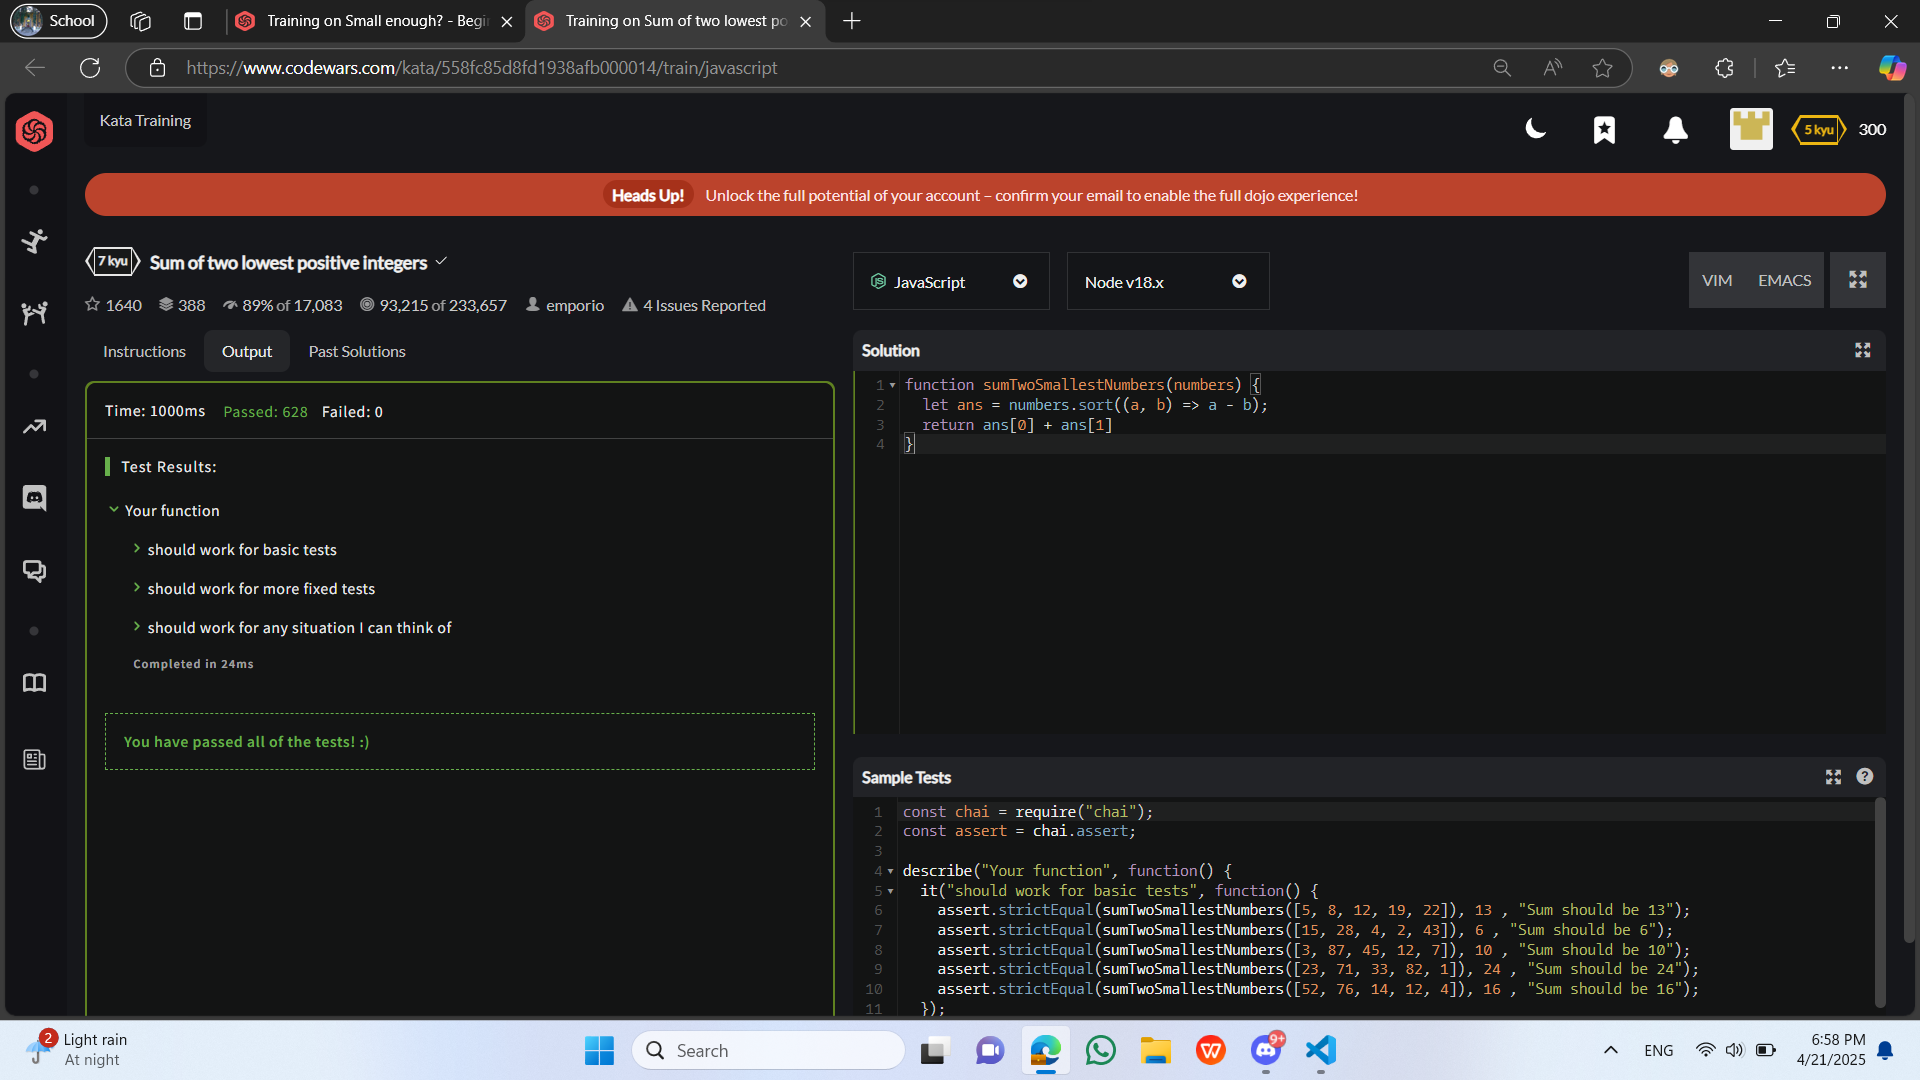 School
Training on Small enough? - Begi
Training on Sum of two lowest po
https://www.codewars.com/kata/558fc85d8fd1938afb000014/train/javascript
Kata Training
5 kyu
300
Heads Up! Unlock the full potential of your account – confirm your email to enable the full dojo experience!
7 kyu Sum of two lowest positive integers
1640 388 89% of 17,083 93,215 of 233,657 emporio 4 Issues Reported
JavaScript
Node v18.x
VIM EMACS
Instructions Output Past Solutions
Time: 1000ms Passed: 628 Failed: 0
Test Results:
Your function
should work for basic tests
should work for more fixed tests
should work for any situation I can think of
Completed in 24ms
You have passed all of the tests! :)
Solution
1 function sumTwoSmallestNumbers(numbers) {
2 let ans = numbers.sort((a, b) => a - b);
3 return ans[0] + ans[1]
4 }
Sample Tests
1 const chai = require("chai");
2 const assert = chai.assert;
3
4 describe("Your function", function() {
5 it("should work for basic tests", function() {
6 assert.strictEqual(sumTwoSmallestNumbers([5, 8, 12, 19, 22]), 13 , "Sum should be 13");
7 assert.strictEqual(sumTwoSmallestNumbers([15, 28, 4, 2, 43]), 6 , "Sum should be 6");
8 assert.strictEqual(sumTwoSmallestNumbers([3, 87, 45, 12, 7]), 10 , "Sum should be 10");
9 assert.strictEqual(sumTwoSmallestNumbers([23, 71, 33, 82, 1]), 24 , "Sum should be 24");
10 assert.strictEqual(sumTwoSmallestNumbers([52, 76, 14, 12, 4]), 16 , "Sum should be 16");
11 });
2
Light rain
At night
Search
9+
ENG
6:58 PM
4/21/2025